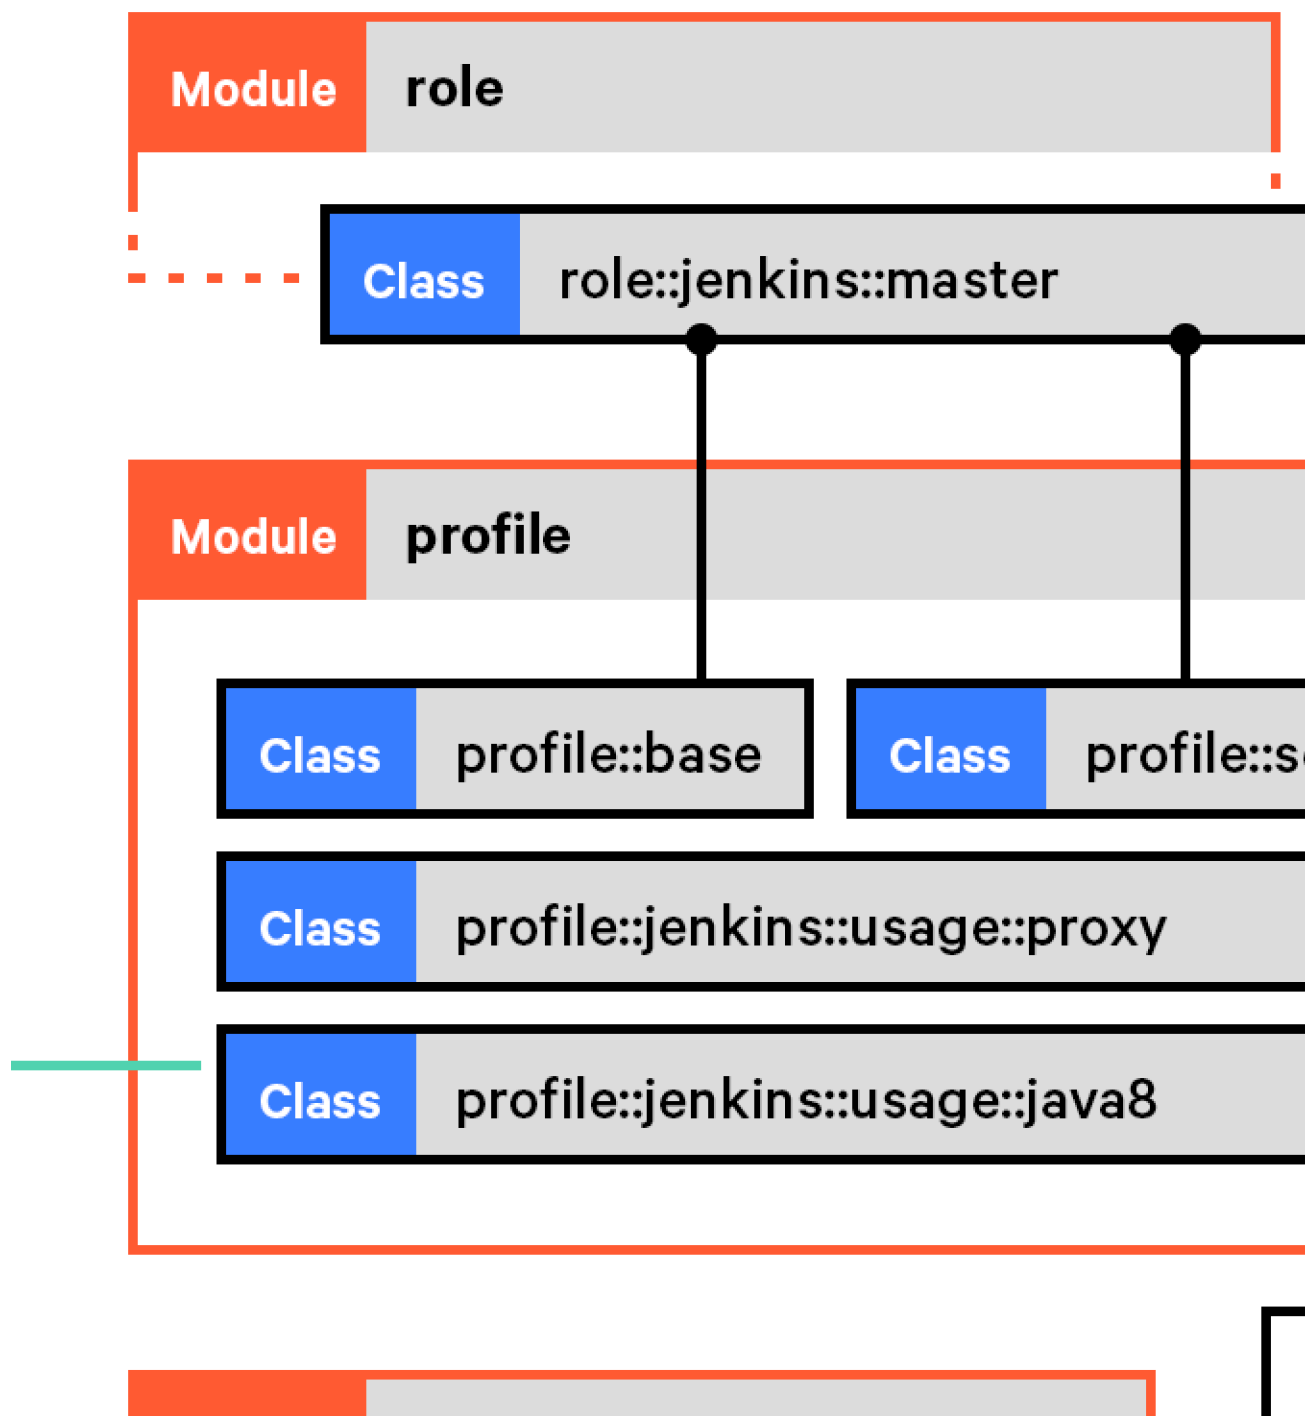 Module role
Class role::jenkins::master
Module profile
Class profile::base Class
Class profile::jenkins::usage::proxy
Class profile::jenkins::usage::java8